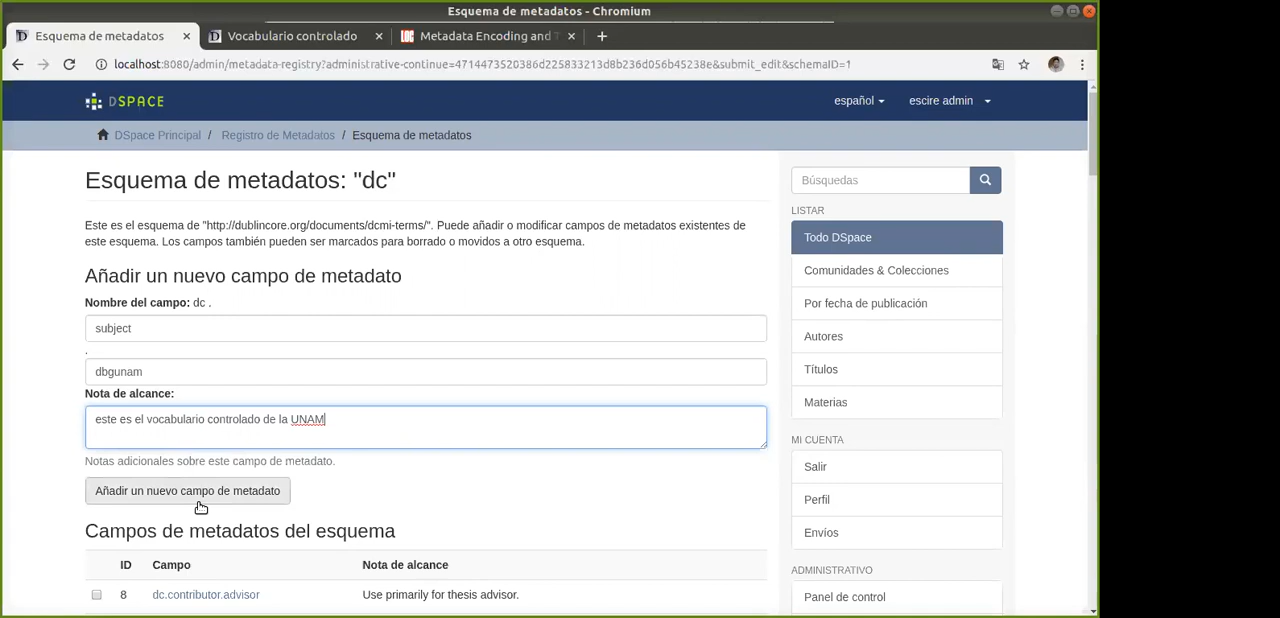 Esquema de metadatos - Chromium
Esquema de metadatos
Vocabulario controlado
Metadata Encoding and T
localhost:8080/admin/metadata-registry?administrative-continue=4714473520386d225833213d8b236d056b45238e&submit_edit&schemaID=1
DSPACE
español
escire admin
DSpace Principal / Registro de Metadatos / Esquema de metadatos
Esquema de metadatos: "dc"
Este es el esquema de "http://dublincore.org/documents/dcmi-terms/". Puede añadir o modificar campos de metadatos existentes de
este esquema. Los campos también pueden ser marcados para borrado o movidos a otro esquema.
Añadir un nuevo campo de metadato
Nombre del campo: dc .
subject
.
dbgunam
Nota de alcance:
este es el vocabulario controlado de la UNAM
Notas adicionales sobre este campo de metadato.
Añadir un nuevo campo de metadato
Campos de metadatos del esquema
ID Campo Nota de alcance
8 dc.contributor.advisor Use primarily for thesis advisor.
Búsquedas
LISTAR
Todo DSpace
Comunidades & Colecciones
Por fecha de publicación
Autores
Títulos
Materias
MI CUENTA
Salir
Perfil
Envíos
ADMINISTRATIVO
Panel de control